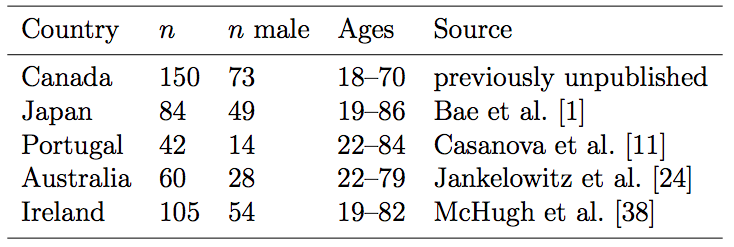 Country n n male Ages Source
Canada 150 73 18–70 previously unpublished
Japan 84 49 19–86 Bae et al. [1]
Portugal 42 14 22–84 Casanova et al. [11]
Australia 60 28 22–79 Jankelowitz et al. [24]
Ireland 105 54 19–82 McHugh et al. [38]